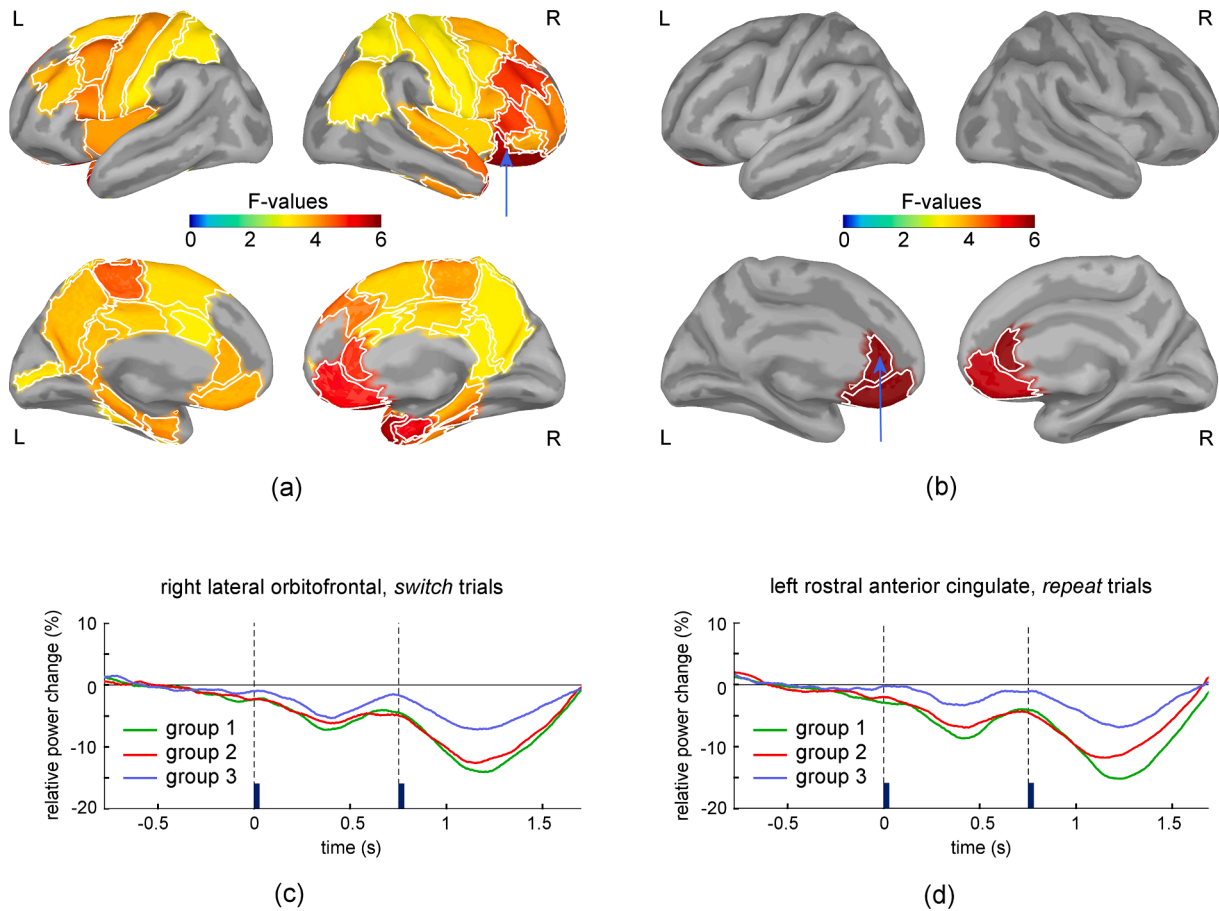 L
R
L
R
F-values
0 2 4 6
F-values
0 2 4 6
L
R
L
R
(a)
(b)
right lateral orbitofrontal, switch trials
left rostral anterior cingulate, repeat trials
relative power change (%)
10
0
-10
-20
group 1
group 2
group 3
-0.5 0 0.5 1 1.5
time (s)
relative power change (%)
10
0
-10
-20
group 1
group 2
group 3
-0.5 0 0.5 1 1.5
time (s)
(c)
(d)